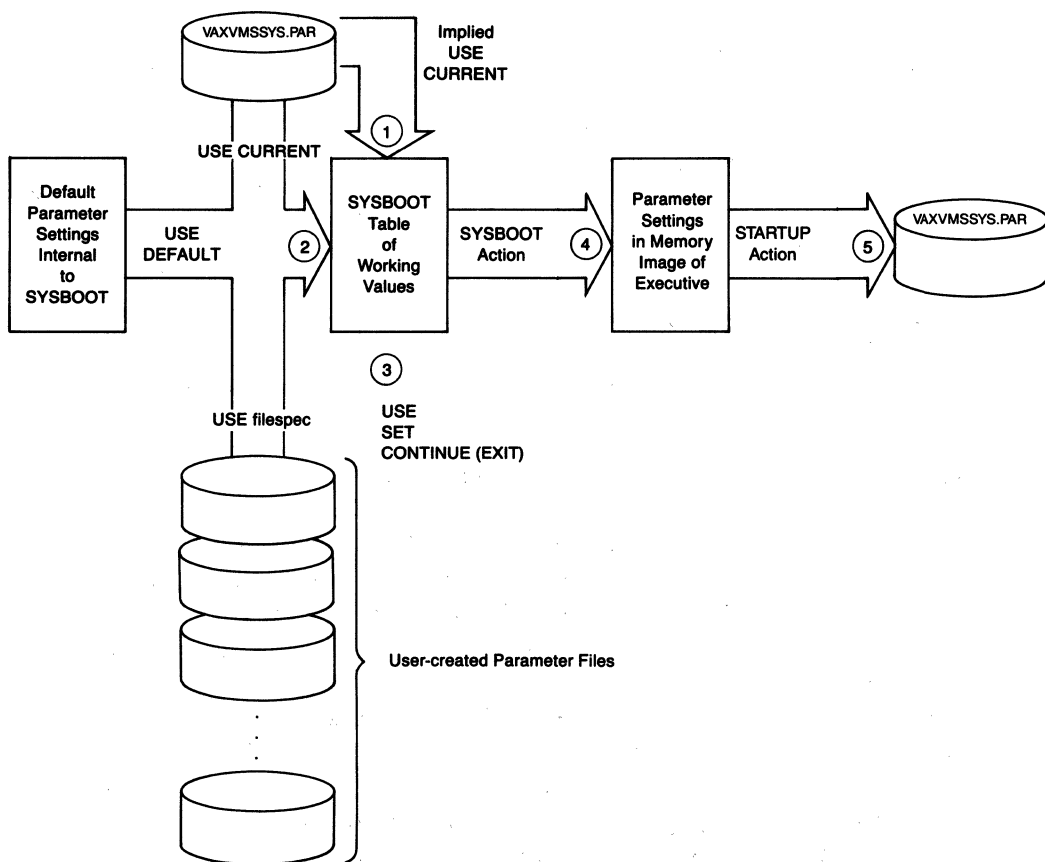 VAXVMSSYS.PAR
Implied
USE
CURRENT
1
USE CURRENT
Default
Parameter
Settings
Internal
to
SYSBOOT
USE
DEFAULT
2
SYSBOOT
Table
of
Working
Values
SYSBOOT
Action
4
Parameter
Settings
in Memory
Image of
Executive
STARTUP
Action
5
VAXVMSSYS.PAR
3
USE
SET
CONTINUE (EXIT)
USE filespec
User-created Parameter Files